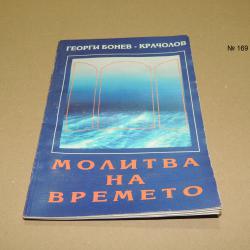 № 169
ГЕОРГИ БОНЕВ - КРАЧОЛОВ
МОЛИТВА
НА
ВРЕМЕТО